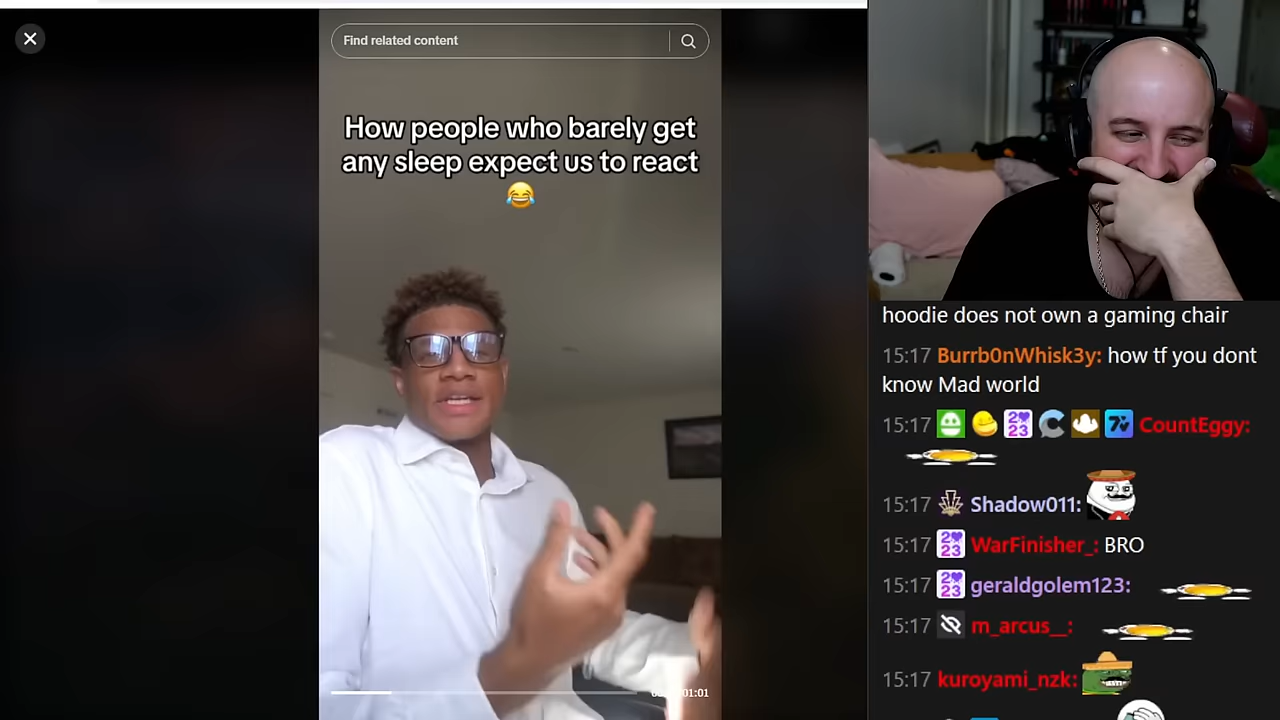 Find related content
How people who barely get
any sleep expect us to react
😂
01:01
hoodie does not own a gaming chair
15:17 Burrb0nWhisk3y: how tf you dont
know Mad world
15:17 CountEggy:
15:17 Shadow011:
15:17 WarFinisher_: BRO
15:17 geraldgolem123:
15:17 m_arcus__:
15:17 kuroyami_nzk: